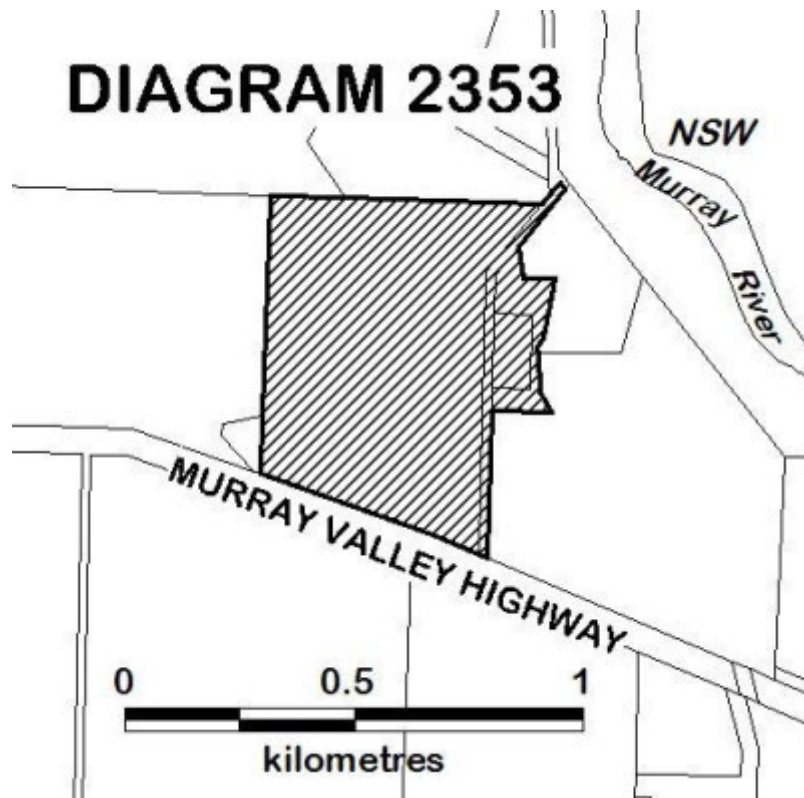 DIAGRAM 2353
NSW
Murray
River
MURRAY VALLEY HIGHWAY
0 0.5 1
kilometres